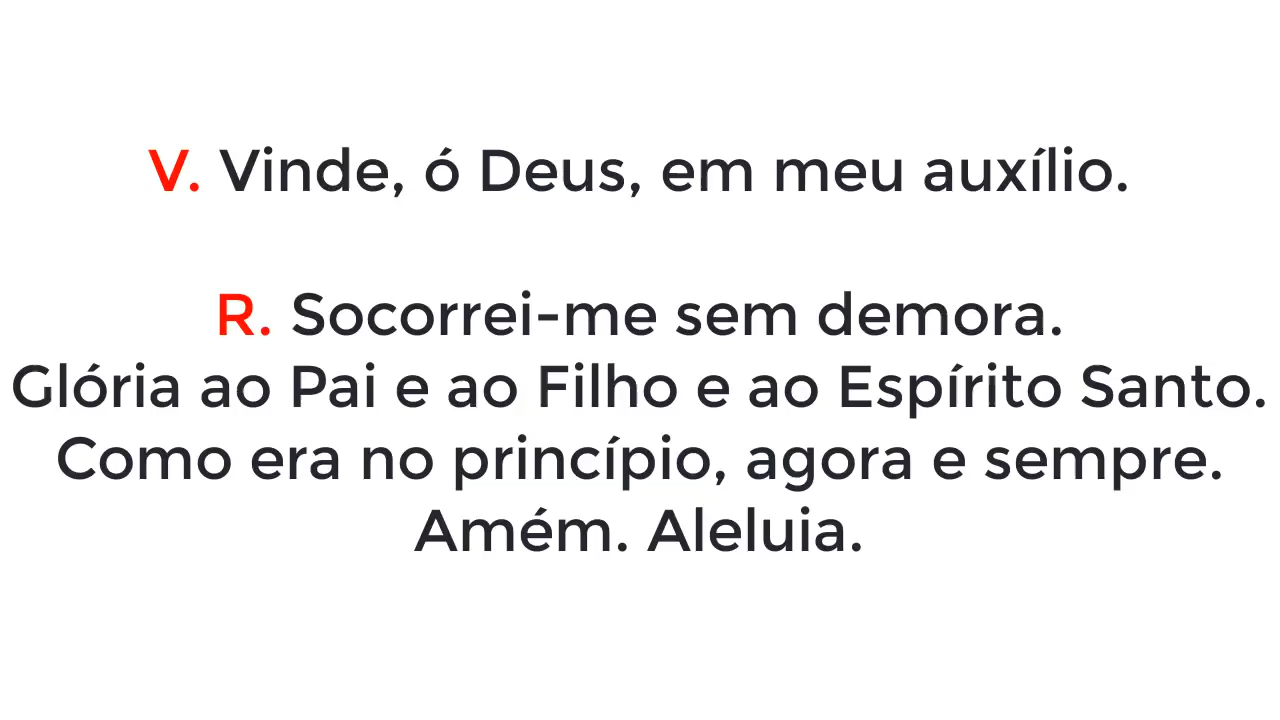 V. Vinde, ó Deus, em meu auxílio.
R. Socorrei-me sem demora.
Glória ao Pai e ao Filho e ao Espírito Santo.
Como era no princípio, agora e sempre.
Amém. Aleluia.